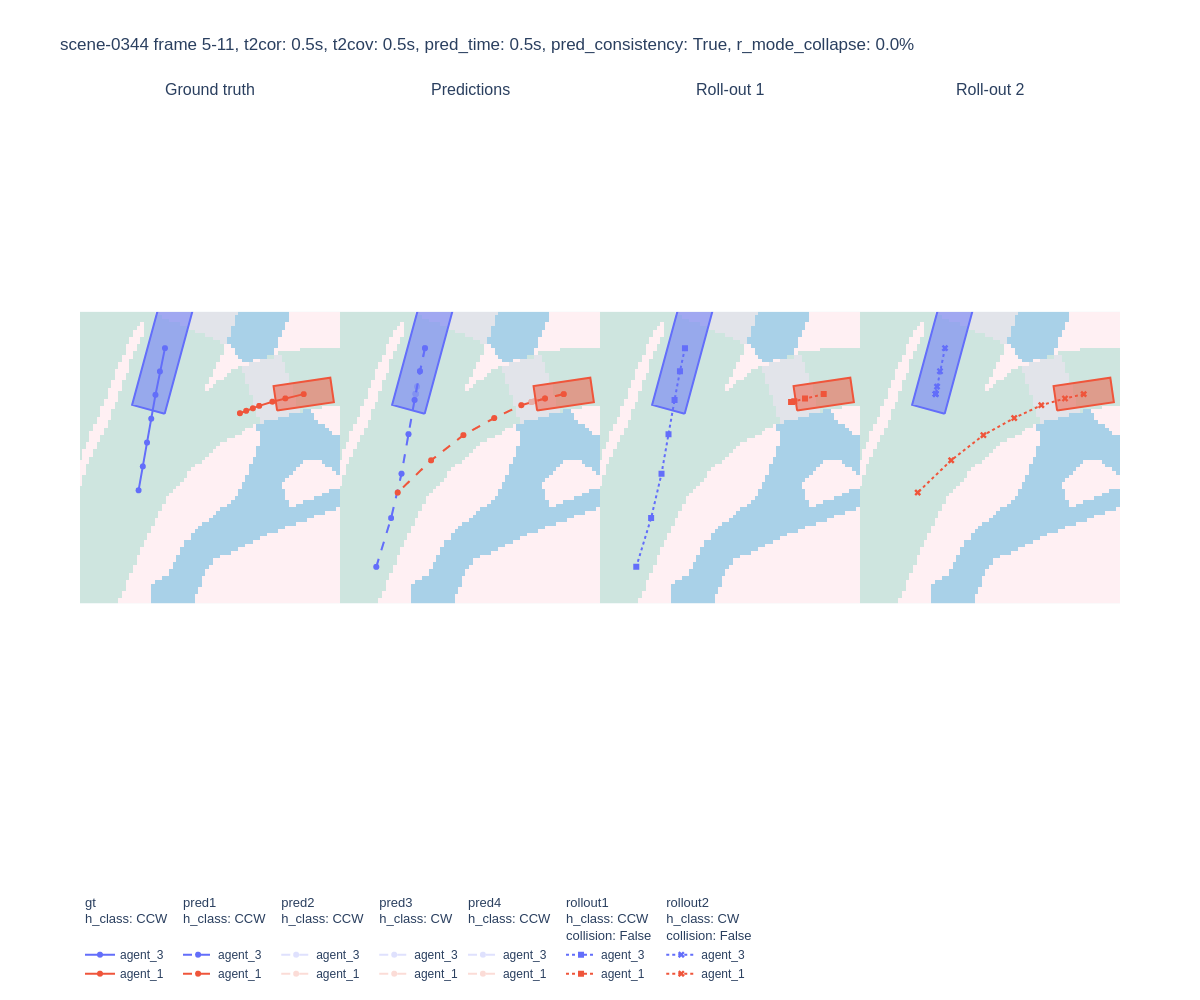 scene-0344 frame 5-11, t2cor: 0.5s, t2cov: 0.5s, pred_time: 0.5s, pred_consistency: True, r_mode_collapse: 0.0%
Ground truth
Predictions
Roll-out 1
Roll-out 2
gt
h_class: CCW
agent_3
agent_1
pred1
h_class: CCW
agent_3
agent_1
pred2
h_class: CCW
agent_3
agent_1
pred3
h_class: CW
agent_3
agent_1
pred4
h_class: CCW
agent_3
agent_1
rollout1
h_class: CCW
collision: False
agent_3
agent_1
rollout2
h_class: CW
collision: False
agent_3
agent_1